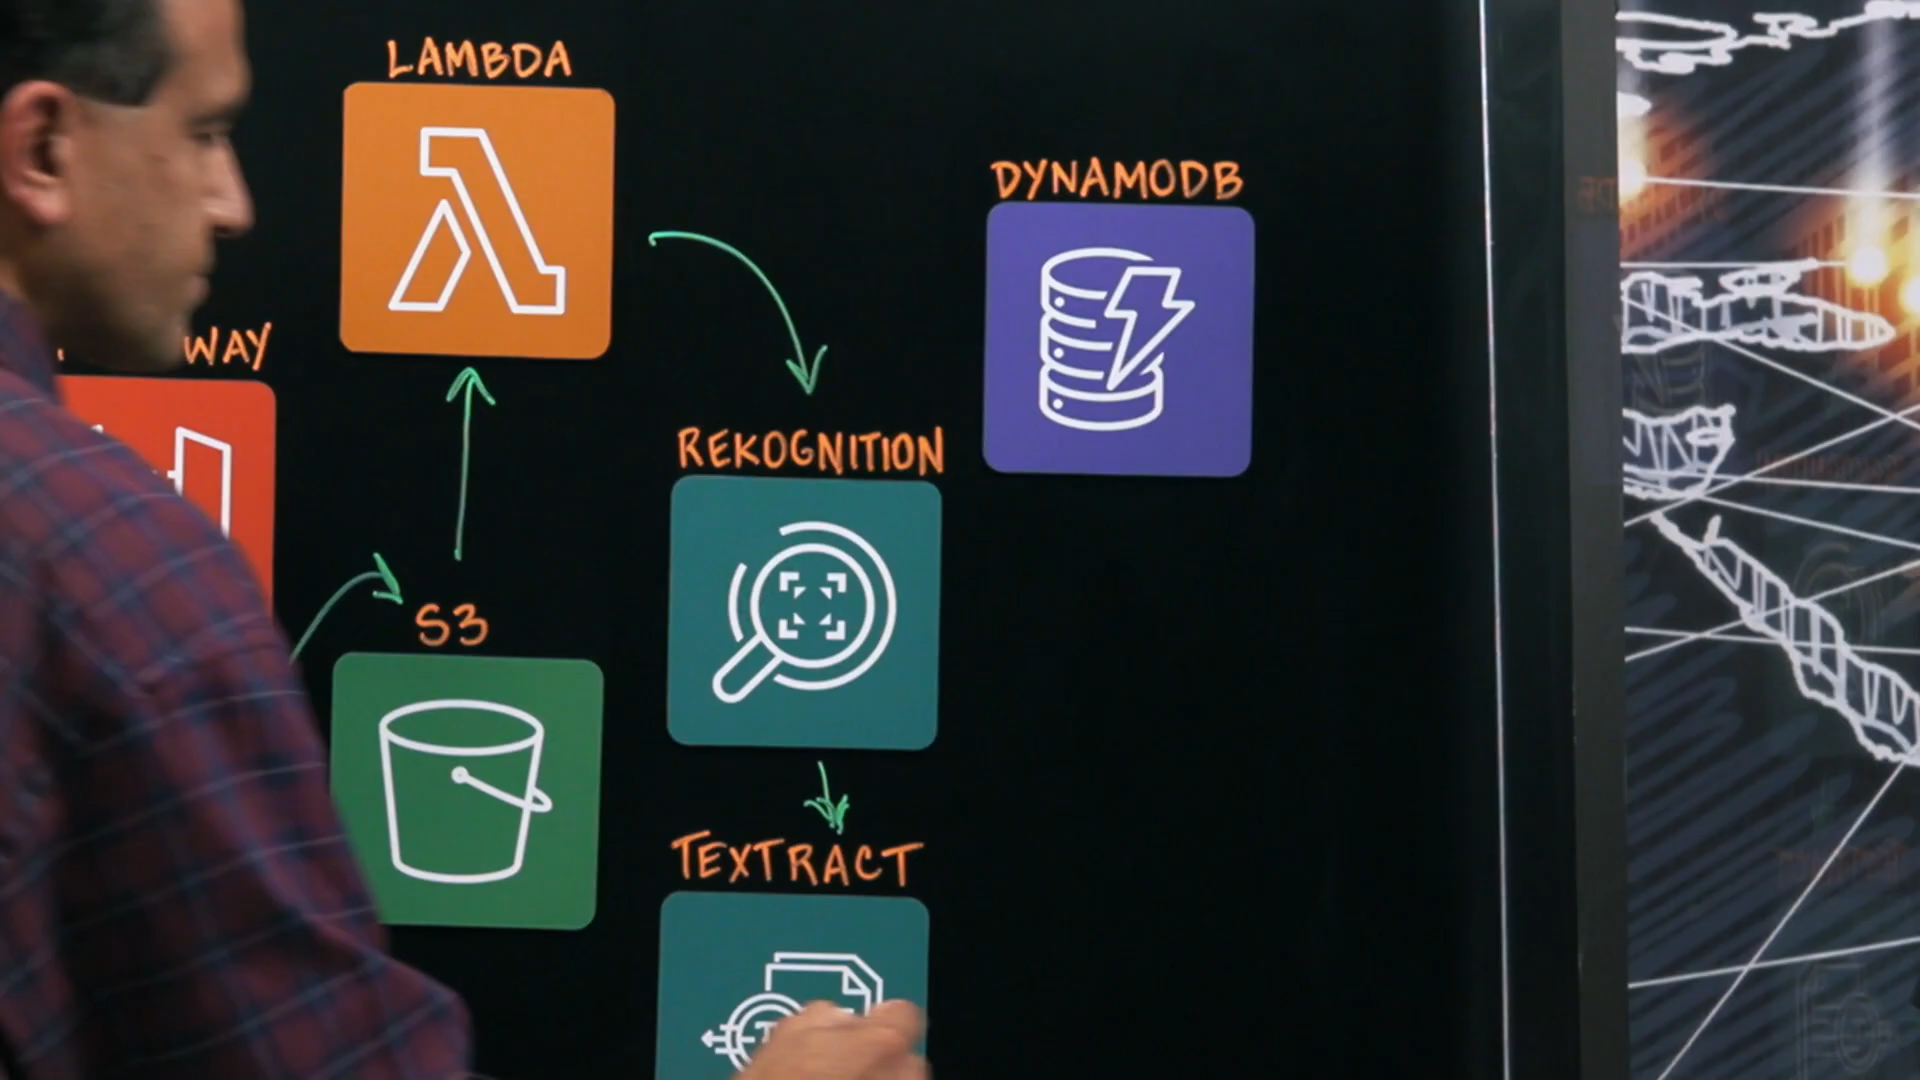 LAMBDA
DYNAMODB
WAY
REKOGNITION
S3
TEXTRACT